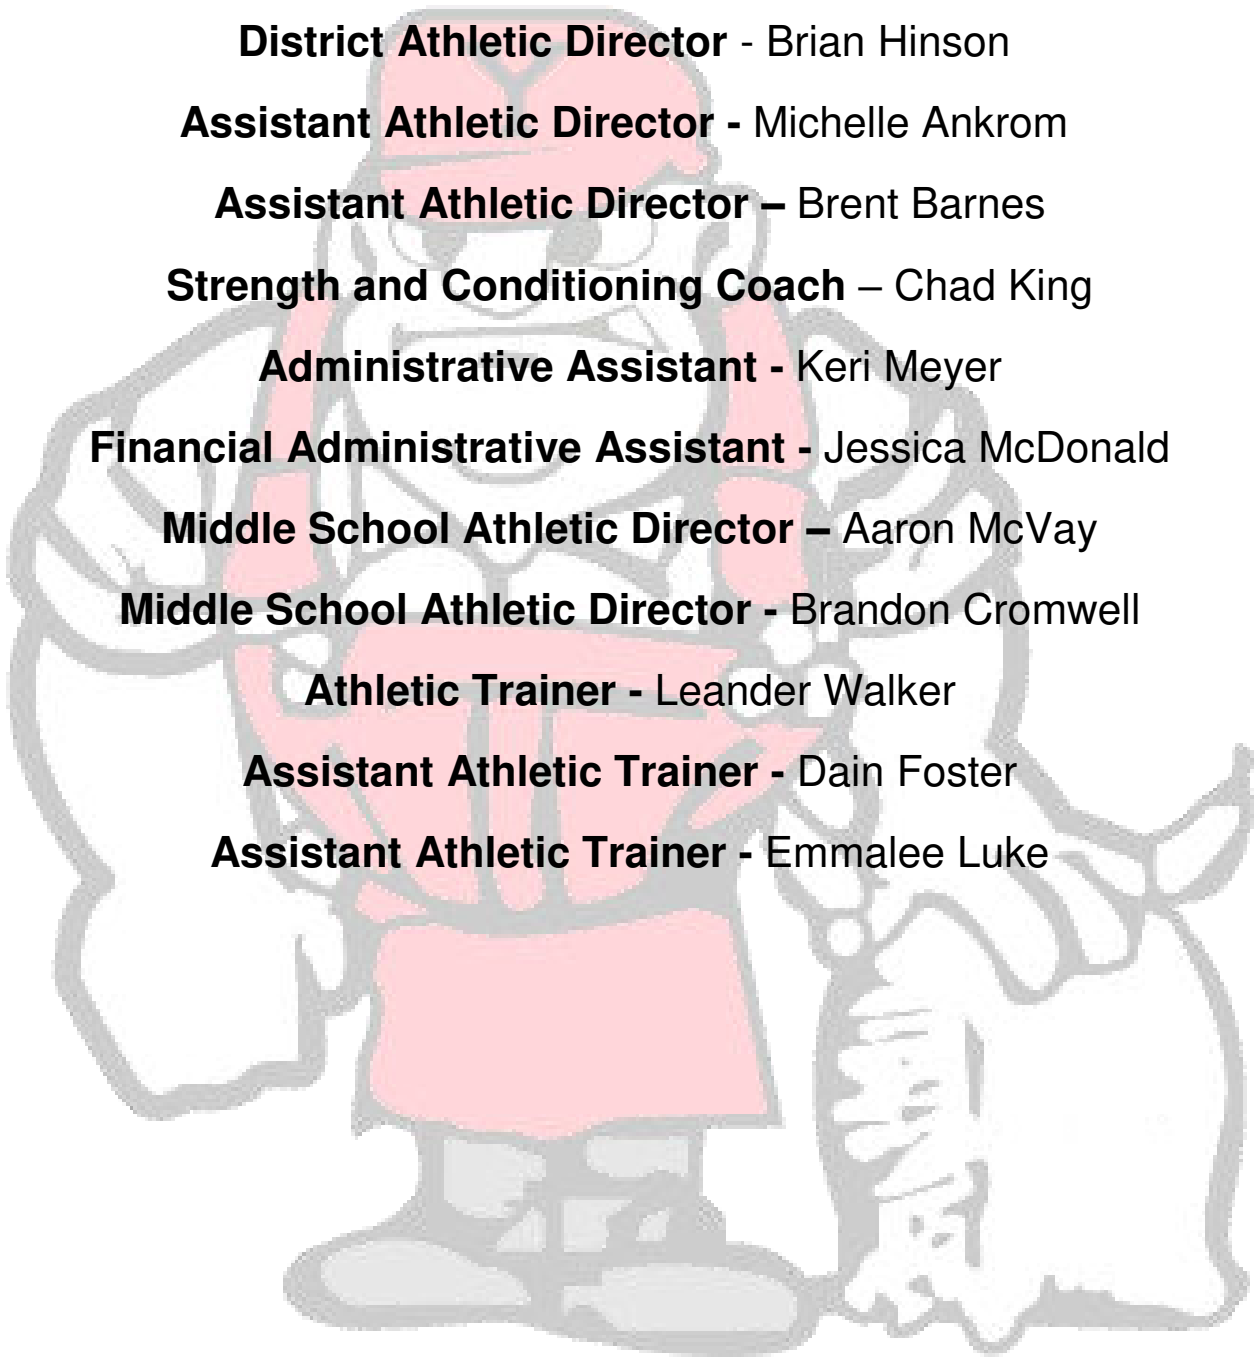 District Athletic Director - Brian Hinson
Assistant Athletic Director - Michelle Ankrom
Assistant Athletic Director – Brent Barnes
Strength and Conditioning Coach – Chad King
Administrative Assistant - Keri Meyer
Financial Administrative Assistant - Jessica McDonald
Middle School Athletic Director – Aaron McVay
Middle School Athletic Director - Brandon Cromwell
Athletic Trainer - Leander Walker
Assistant Athletic Trainer - Dain Foster
Assistant Athletic Trainer - Emmalee Luke